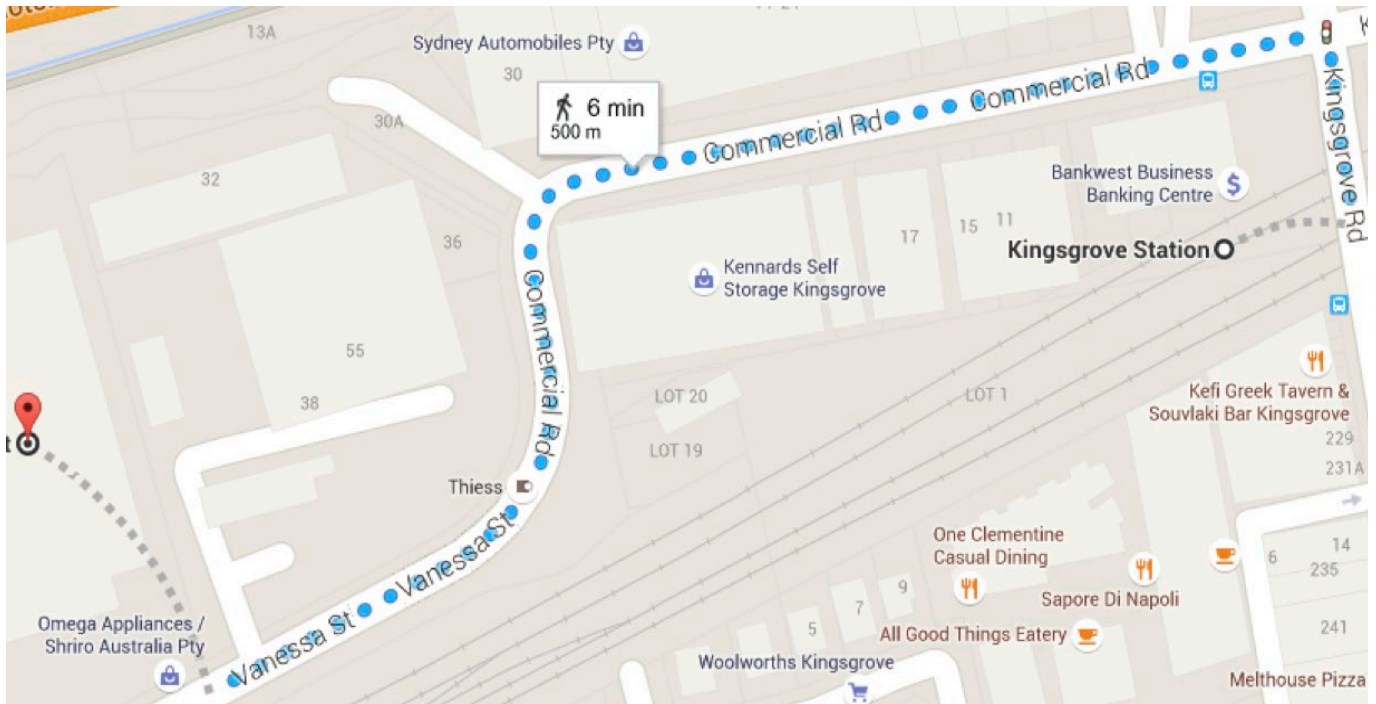 13A
Sydney Automobiles Pty
30
6 min
500 m
30A
Commercial Rd
Commercial Rd
Kingsgrove Rd
32
Bankwest Business
Banking Centre
$
36
17
15
11
Kingsgrove Station
Kennards Self
Storage Kingsgrove
Commercial Rd
55
38
LOT 20
LOT 1
LOT 19
Kefi Greek Tavern &
Souvlaki Bar Kingsgrove
229
231A
t
Thiess
Vanessa St
One Clementine
Casual Dining
6
14
235
Sapore Di Napoli
9
7
5
All Good Things Eatery
241
Omega Appliances /
Shriro Australia Pty
Vanessa St
Woolworths Kingsgrove
Melthouse Pizza